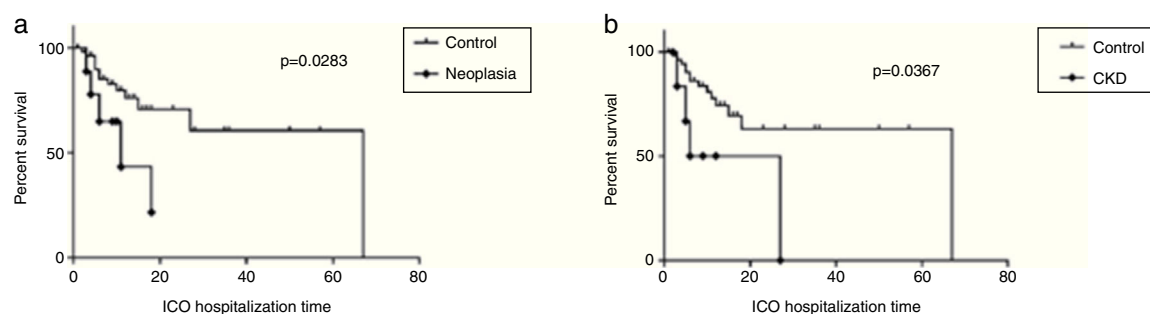 a
100
50
0
Percent survival
p=0.0283
Control
Neoplasia
0 20 40 60 80
ICO hospitalization time
b
100
50
0
Percent survival
p=0.0367
Control
CKD
0 20 40 60 80
ICO hospitalization time